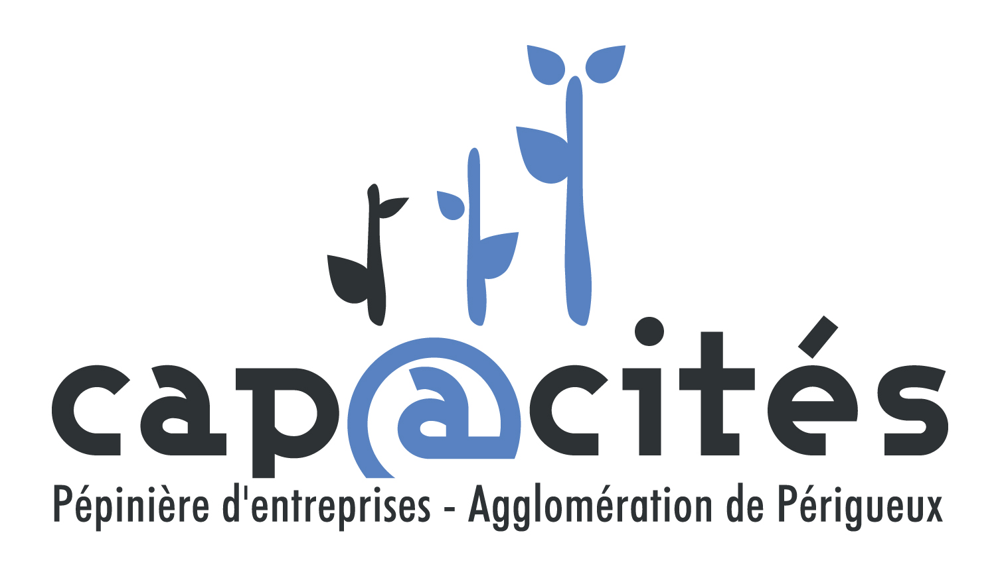 cap@cités
Pépinière d'entreprises - Agglomération de Périgueux